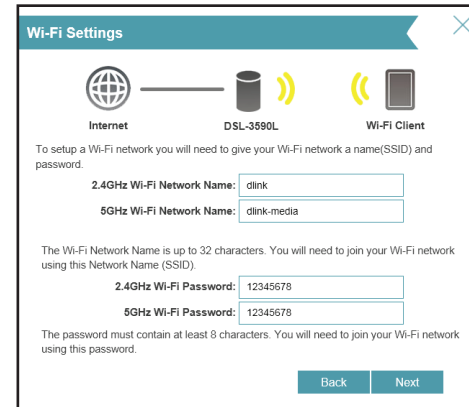 Wi-Fi Settings
Internet
DSL-3590L
Wi-Fi Client
To setup a Wi-Fi network you will need to give your Wi-Fi network a name(SSID) and
password.
2.4GHz Wi-Fi Network Name: dlink
5GHz Wi-Fi Network Name: dlink-media
The Wi-Fi Network Name is up to 32 characters. You will need to join your Wi-Fi network
using this Network Name (SSID).
2.4GHz Wi-Fi Password: 12345678
5GHz Wi-Fi Password: 12345678
The password must contain at least 8 characters. You will need to join your Wi-Fi network
using this password.
Back Next